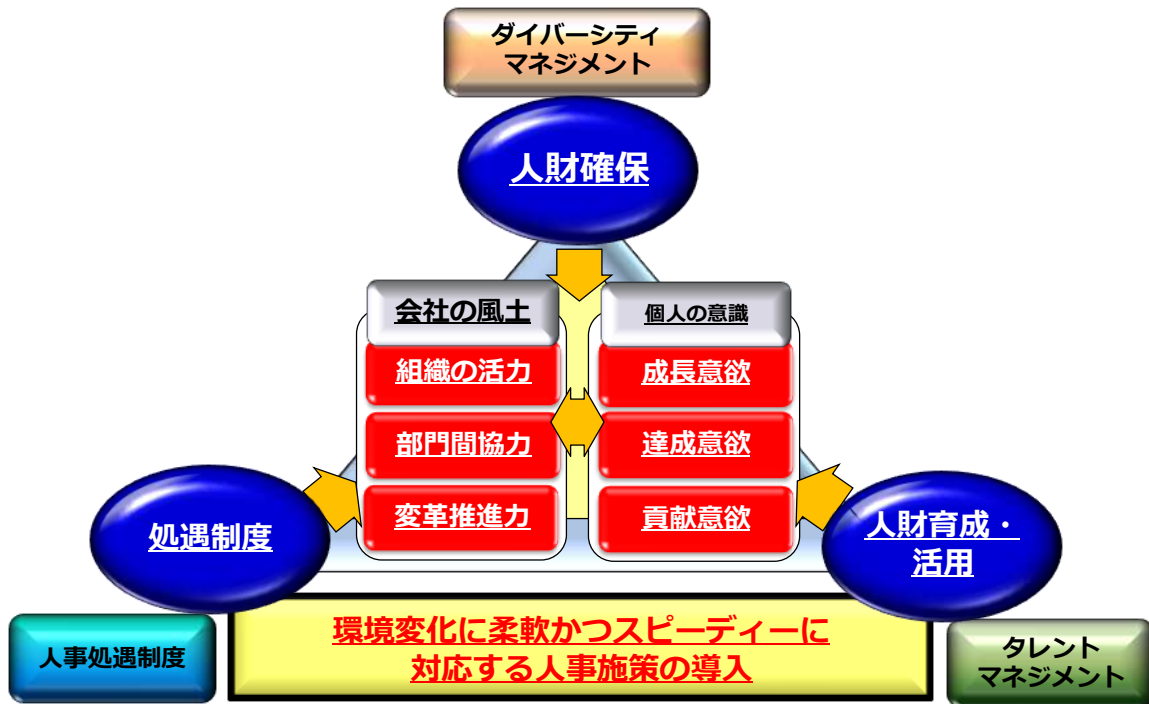 ダイバーシティ
マネジメント
人財確保
会社の風土
組織の活力
部門間協力
変革推進力
個人の意識
成長意欲
達成意欲
貢献意欲
処遇制度
人財育成・
活用
人事処遇制度
環境変化に柔軟かつスピーディーに
対応する人事施策の導入
タレント
マネジメント